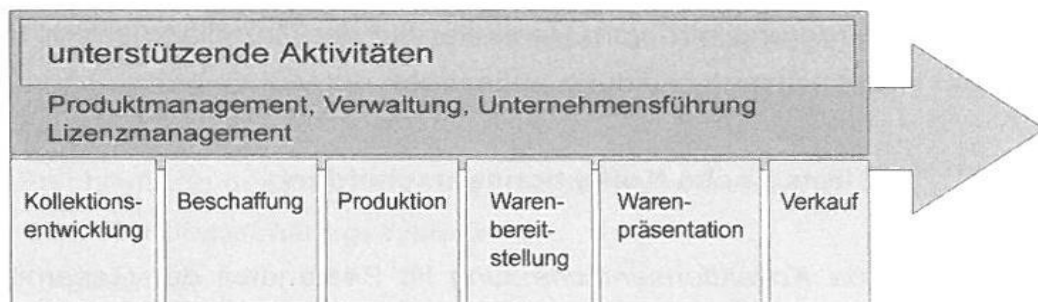 unterstützende Aktivitäten
Produktmanagement, Verwaltung, Unternehmensführung
Lizenzmanagement
Kollektions-
entwicklung
Beschaffung
Produktion
Waren-
bereit-
stellung
Waren-
präsentation
Verkauf